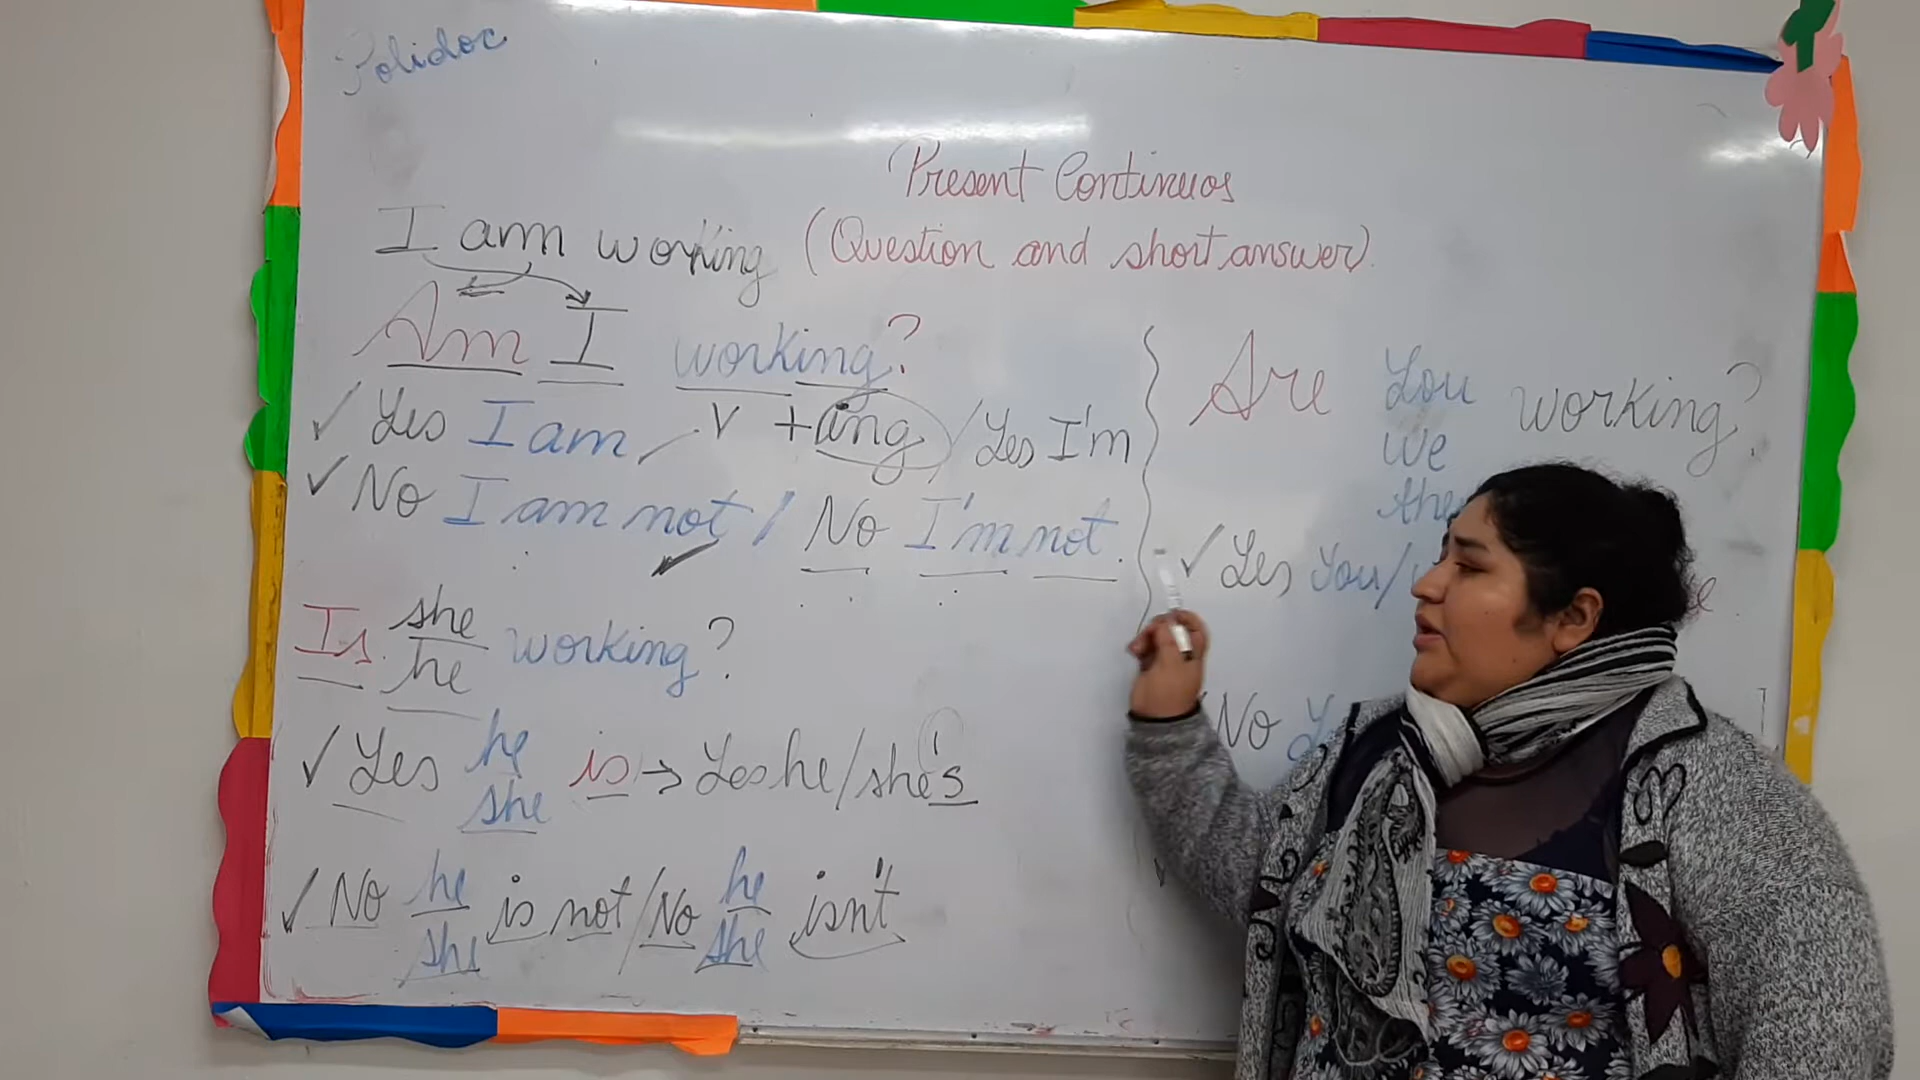 Polidoc
Present Continuos
(Question and short answer).
I am working
Am I working?
V + ing
✓ Yes I am / Yes I'm
✓ No I am not / No I'm not.
Is she working?
he
✓ Yes he is → Yes he/she's
she
✓ No he is not / No he isn't
she she
Are You working?
We
✓ Yes You/
No